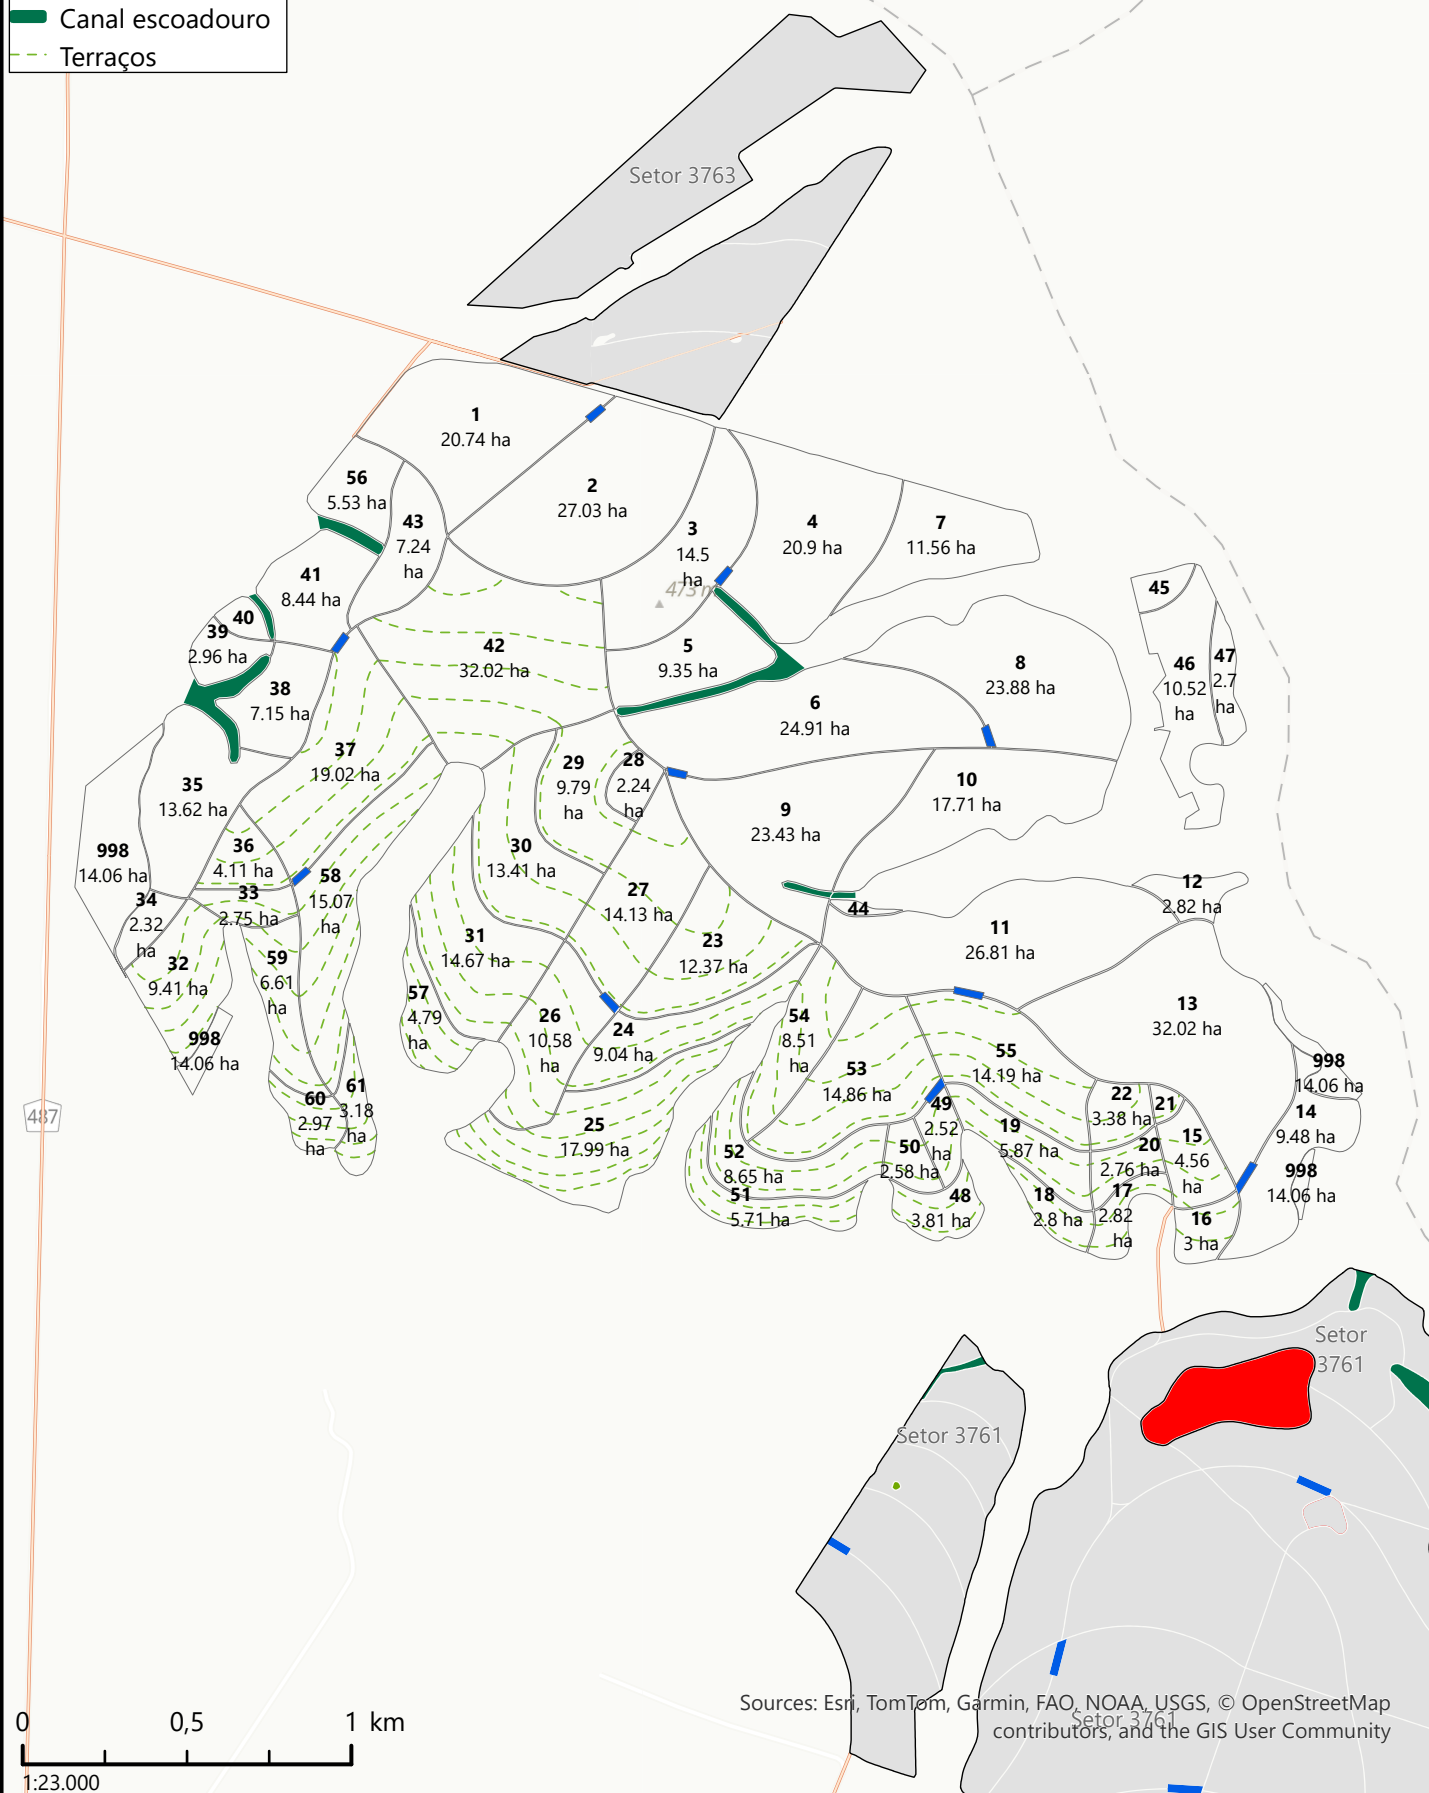 Canal escoadouro
Terraços
Setor 3763
1
20.74 ha
2
27.03 ha
56
5.53 ha
43
7.24
ha
3
14.5
ha
473 m
4
20.9 ha
7
11.56 ha
41
8.44 ha
40
39
2.96 ha
38
7.15 ha
42
32.02 ha
5
9.35 ha
6
24.91 ha
8
23.88 ha
45
46
10.52
ha
47
2.7
ha
37
19.02 ha
35
13.62 ha
29
9.79
ha
28
2.24
ha
9
23.43 ha
10
17.71 ha
998
14.06 ha
36
4.11 ha
58
15.07
ha
30
13.41 ha
27
14.13 ha
44
12
2.82 ha
34
2.32
ha
33
2.75 ha
32
9.41 ha
59
6.61
ha
31
14.67 ha
23
12.37 ha
11
26.81 ha
57
4.79
ha
26
10.58
ha
24
9.04 ha
54
8.51
ha
13
32.02 ha
998
14.06 ha
53
14.86 ha
55
14.19 ha
998
14.06 ha
61
3.18
ha
60
2.97
ha
25
17.99 ha
49
2.52
ha
22
3.38 ha
21
14
9.48 ha
52
8.65 ha
50
2.58 ha
19
5.87 ha
20
2.76 ha
15
4.56
ha
998
14.06 ha
51
5.71 ha
48
3.81 ha
18
2.8 ha
17
2.82
ha
16
3 ha
487
Setor
3761
Setor 3761
Setor 3761
Sources: Esri, TomTom, Garmin, FAO, NOAA, USGS, © OpenStreetMap
contributors, and the GIS User Community
0 0,5 1 km
1:23.000